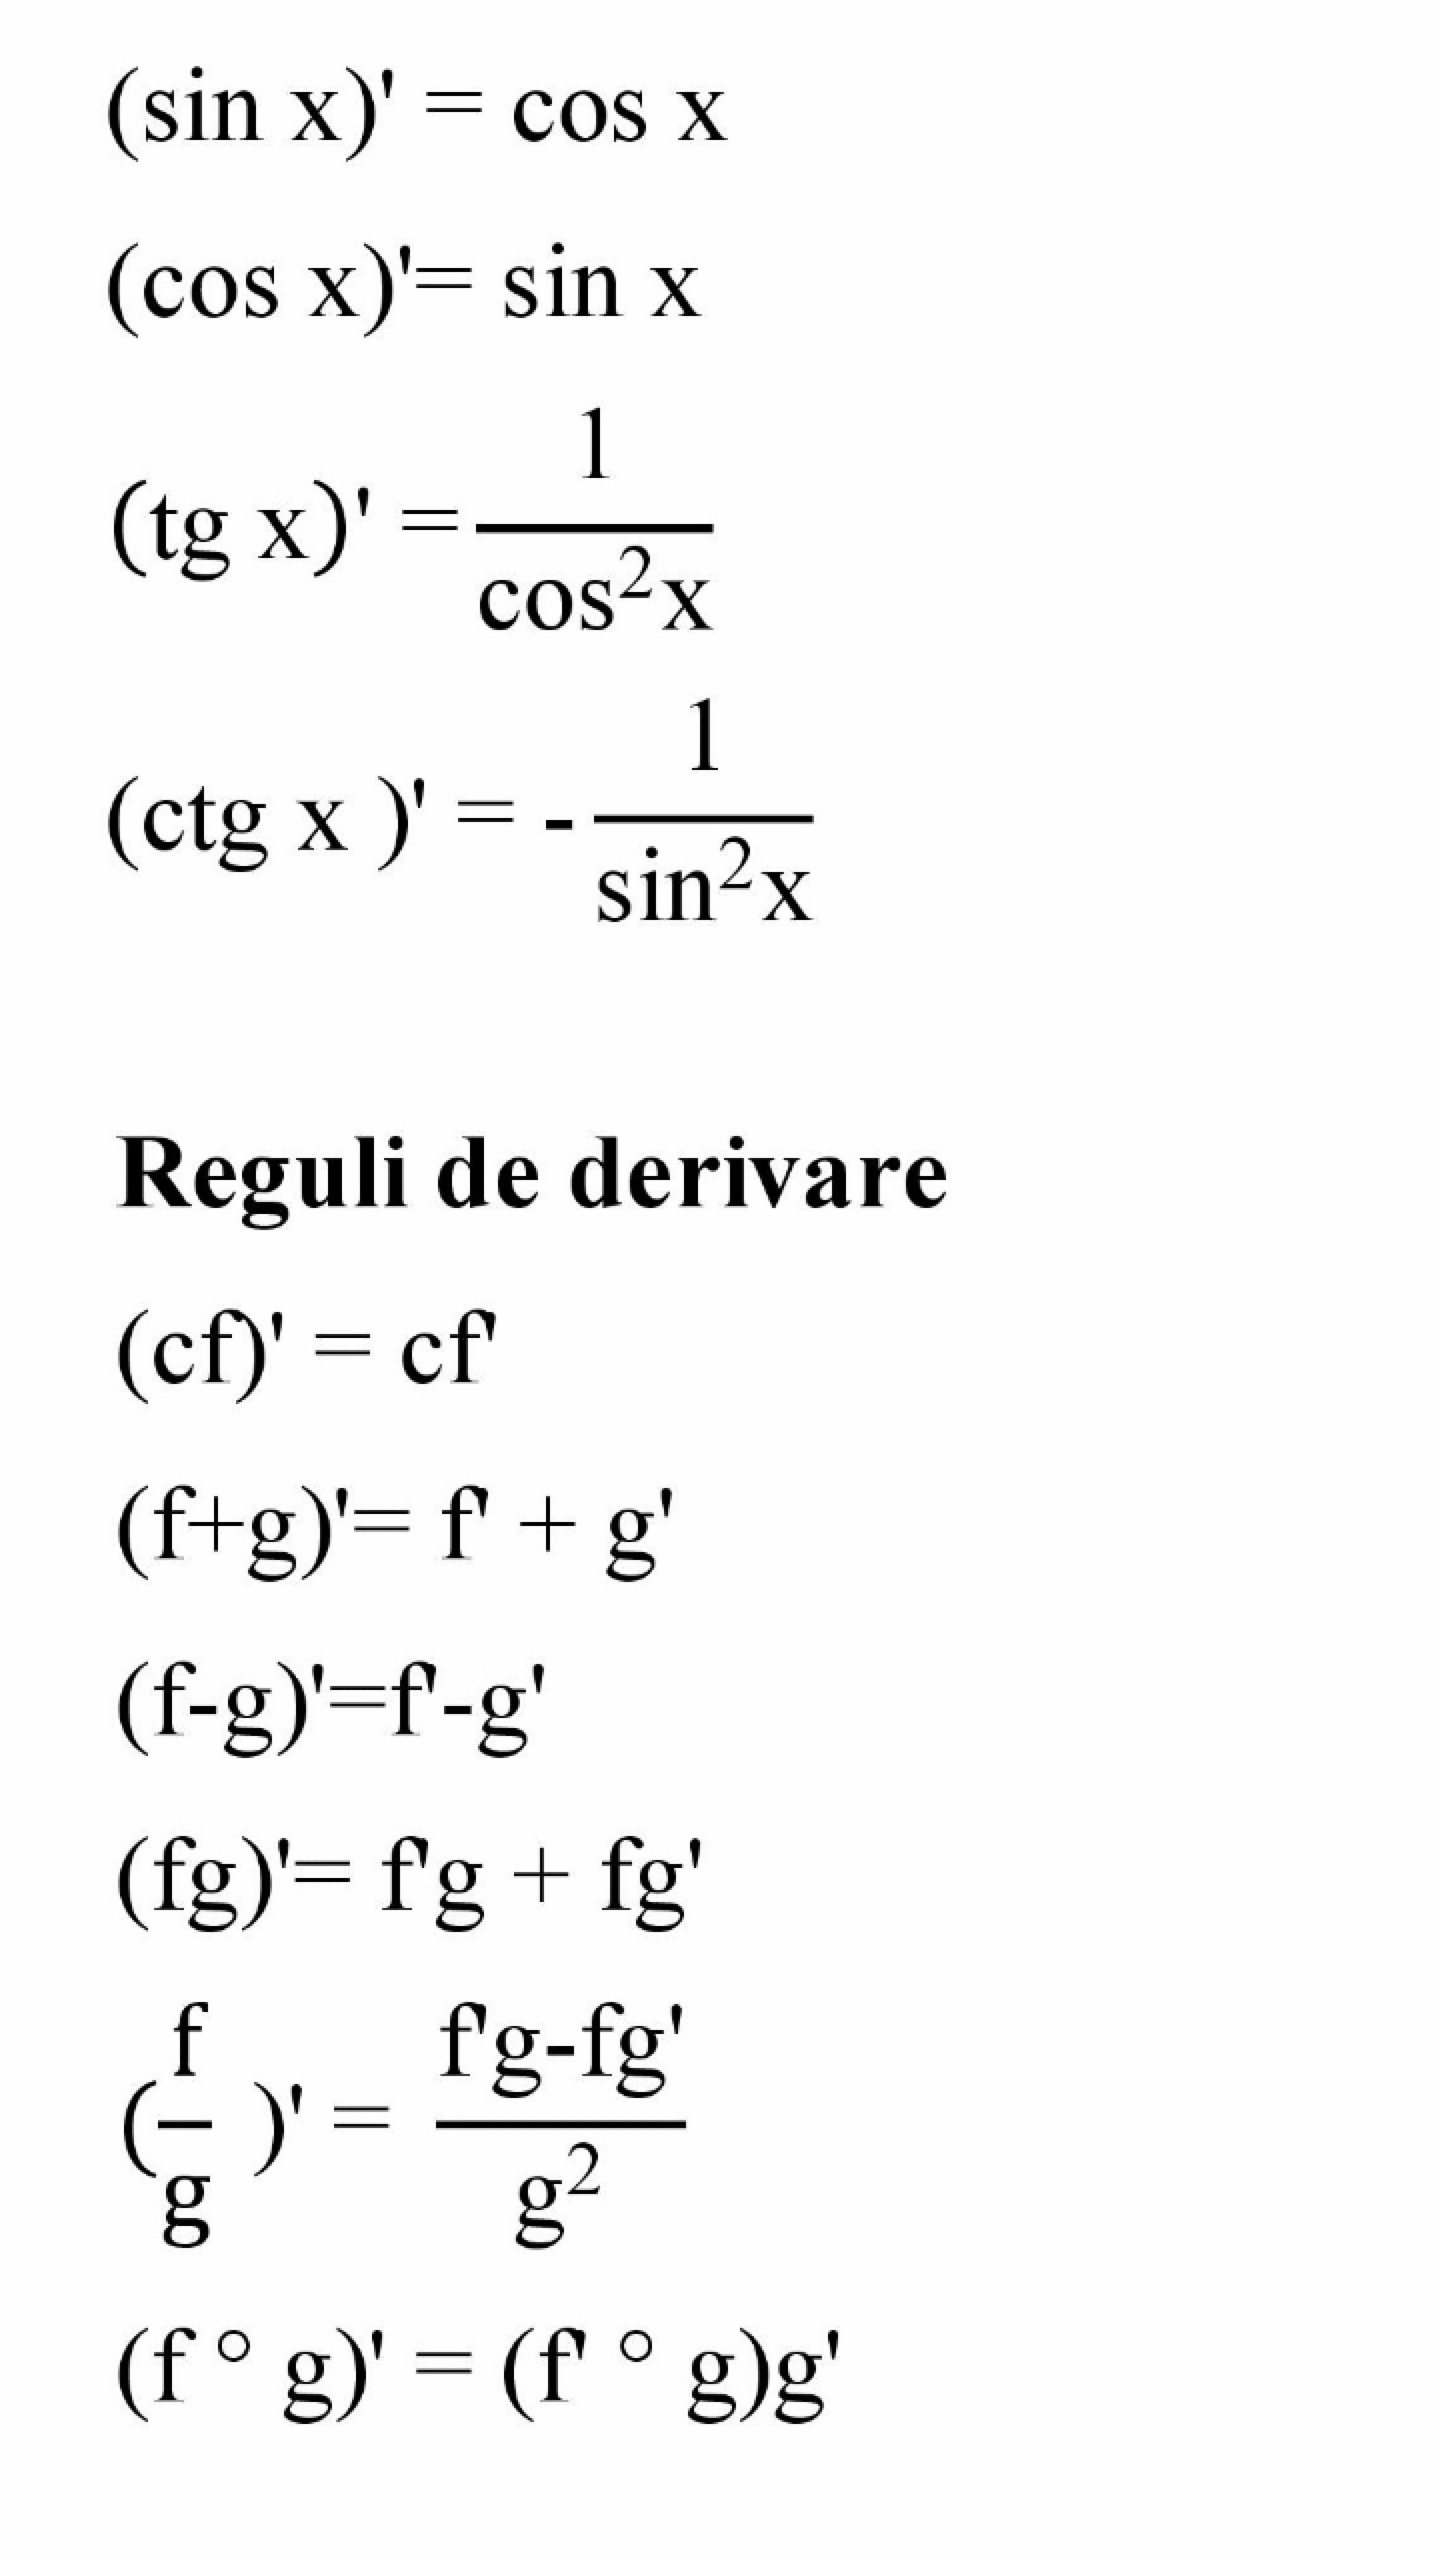 (sin x)' = cos x
(cos x)'= sin x
(tg x)' = 1/cos²x
(ctg x )' = - 1/sin²x
Reguli de derivare
(cf)' = cf'
(f+g)'= f' + g'
(f-g)'=f'-g'
(fg)'= f'g + fg'
(f/g )' = f'g-fg'/g²
(f ° g)' = (f' ° g)g'